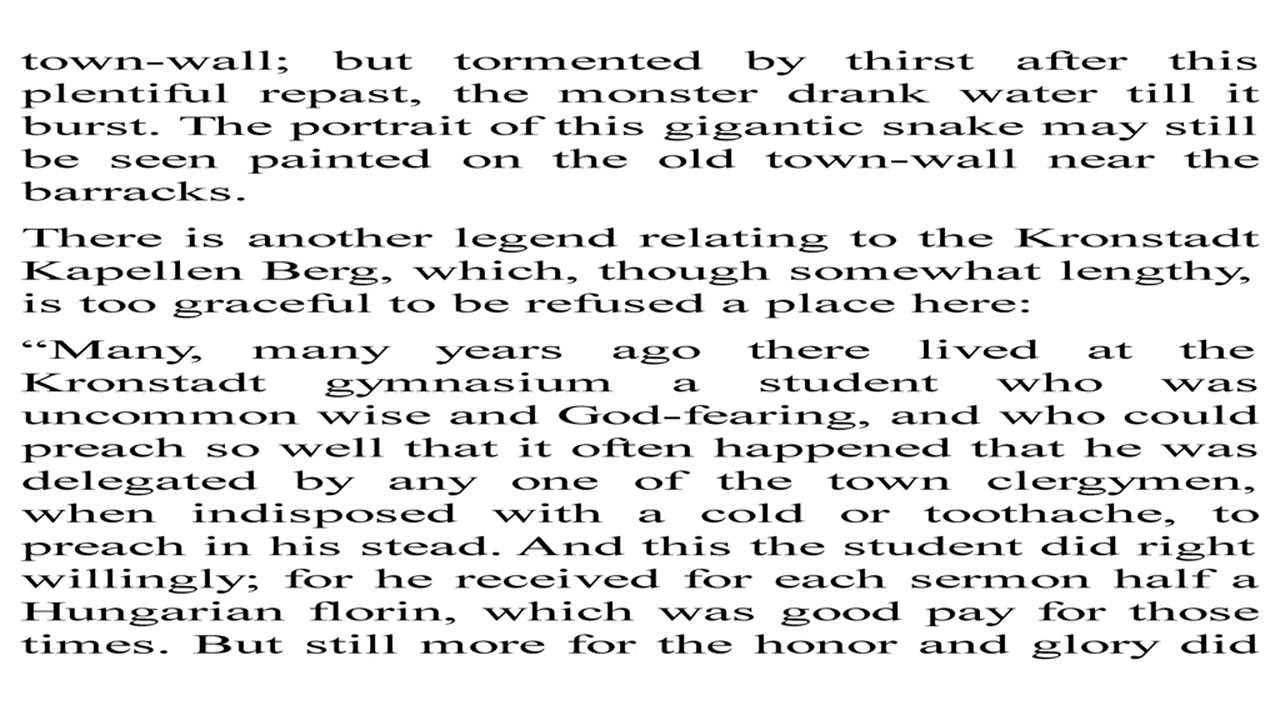 town-wall; but tormented by thirst after this
plentiful repast, the monster drank water till it
burst. The portrait of this gigantic snake may still
be seen painted on the old town-wall near the
barracks.
There is another legend relating to the Kronstadt
Kapellen Berg, which, though somewhat lengthy,
is too graceful to be refused a place here:
“Many, many years ago there lived at the
Kronstadt gymnasium a student who was
uncommon wise and God-fearing, and who could
preach so well that it often happened that he was
delegated by any one of the town clergymen,
when indisposed with a cold or toothache, to
preach in his stead. And this the student did right
willingly; for he received for each sermon half a
Hungarian florin, which was good pay for those
times. But still more for the honor and glory did